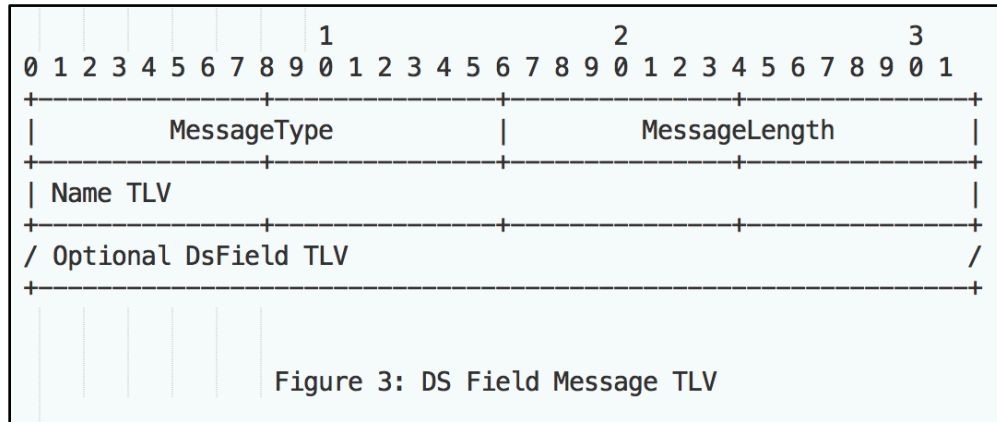 1 2 3
0 1 2 3 4 5 6 7 8 9 0 1 2 3 4 5 6 7 8 9 0 1 2 3 4 5 6 7 8 9 0 1
+---------------+---------------+---------------+---------------+
| MessageType | MessageLength |
+---------------+---------------+---------------+---------------+
| Name TLV |
+---------------+---------------+---------------+---------------+
/ Optional DsField TLV /
+---------------------------------------------------------------+
Figure 3: DS Field Message TLV